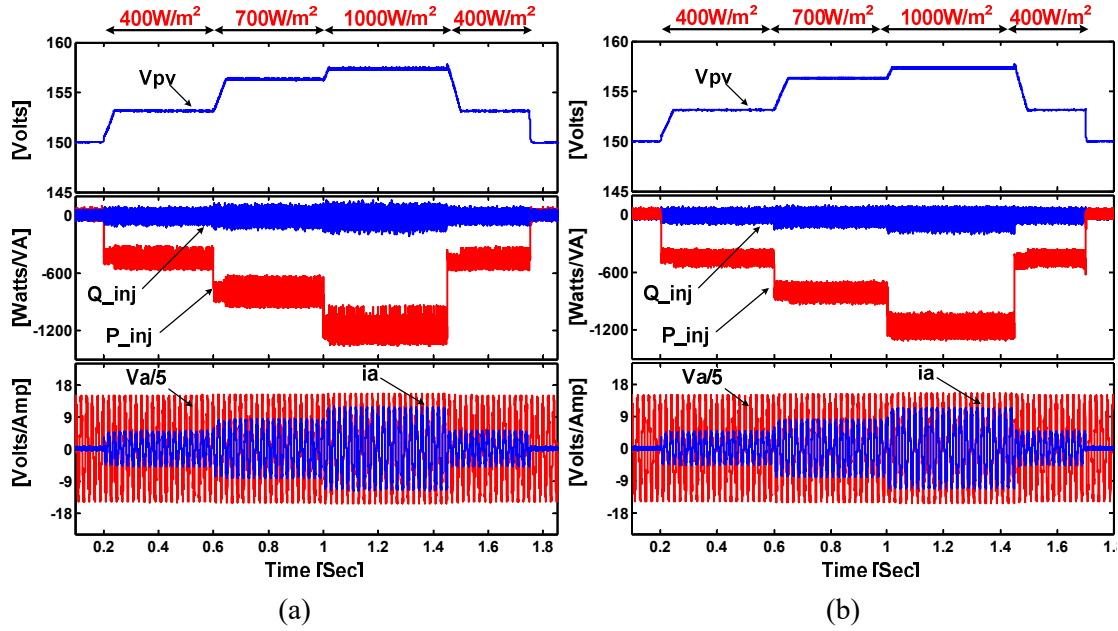 400W/m² 700W/m² 1000W/m² 400W/m²
160
155
150
145
[Volts]
Vpv
0
-600
-1200
[Watts/VA]
Q_inj
P_inj
18
9
0
-9
-18
[Volts/Amp]
Va/5
ia
0.2 0.4 0.6 0.8 1 1.2 1.4 1.6 1.8
Time [Sec]
(a)
400W/m² 700W/m² 1000W/m² 400W/m²
160
155
150
145
[Volts]
Vpv
0
-600
-1200
[Watts/VA]
Q_inj
P_inj
18
9
0
-9
-18
[Volts/Amp]
Va/5
ia
0.2 0.4 0.6 0.8 1 1.2 1.4 1.6 1.
Time [Sec]
(b)